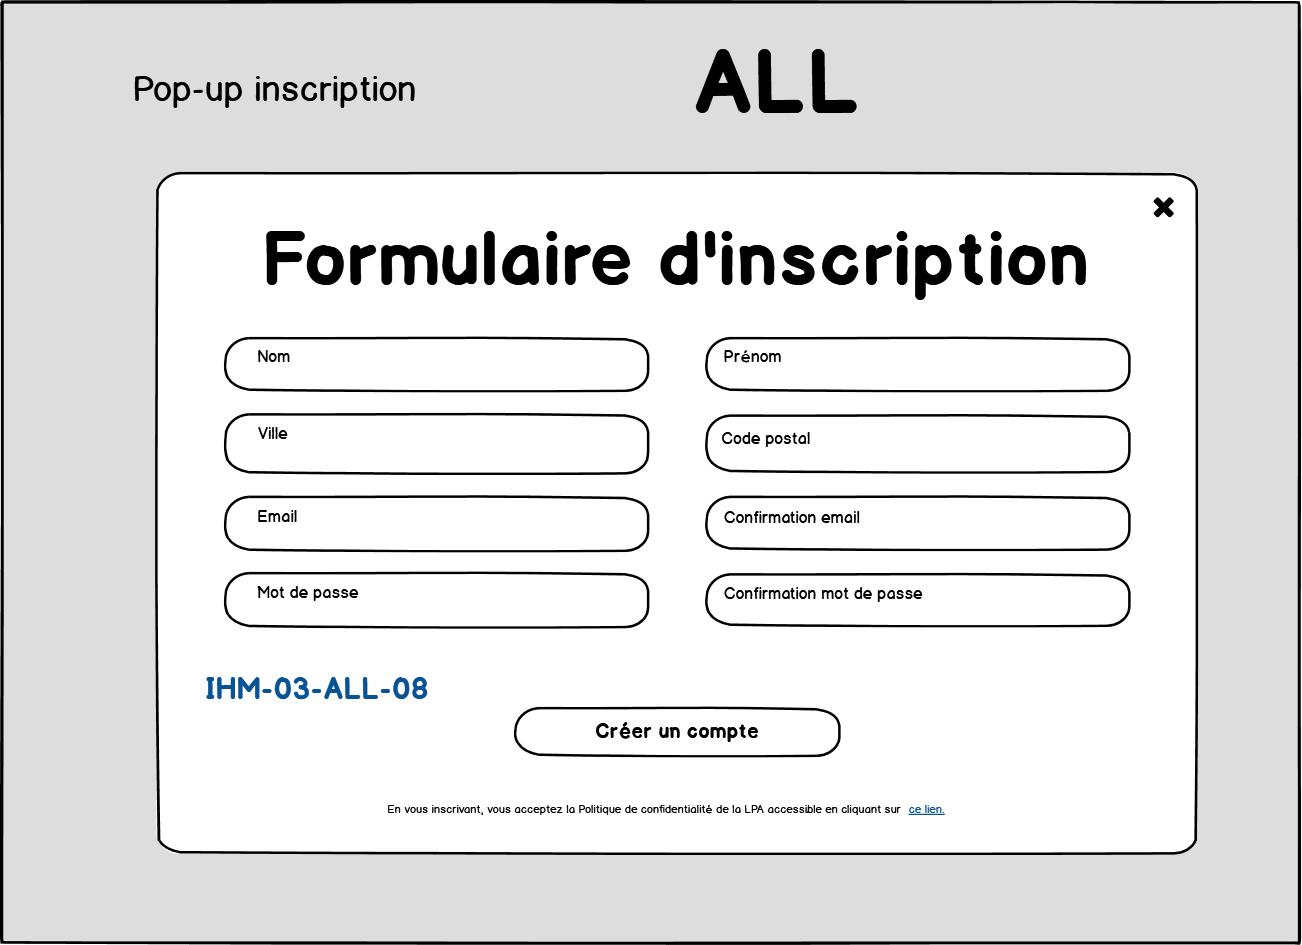 Pop-up inscription
ALL
Formulaire d'inscription
Nom
Prénom
Ville
Code postal
Email
Confirmation email
Mot de passe
Confirmation mot de passe
IHM-03-ALL-08
Créer un compte
En vous inscrivant, vous acceptez la Politique de confidentialité de la LPA accessible en cliquant sur ce lien.